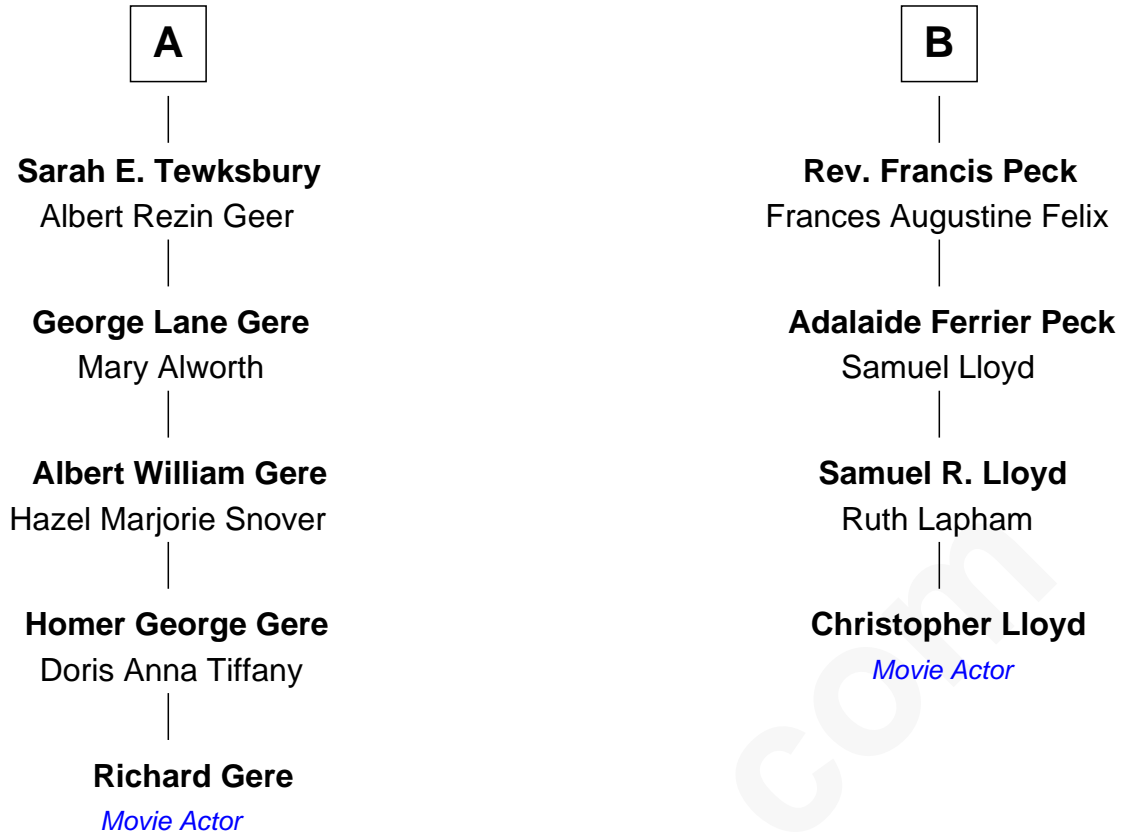 A
Sarah E. Tewksbury
Albert Rezin Geer
George Lane Gere
Mary Alworth
Albert William Gere
Hazel Marjorie Snover
Homer George Gere
Doris Anna Tiffany
Richard Gere
Movie Actor
B
Rev. Francis Peck
Frances Augustine Felix
Adalaide Ferrier Peck
Samuel Lloyd
Samuel R. Lloyd
Ruth Lapham
Christopher Lloyd
Movie Actor
com